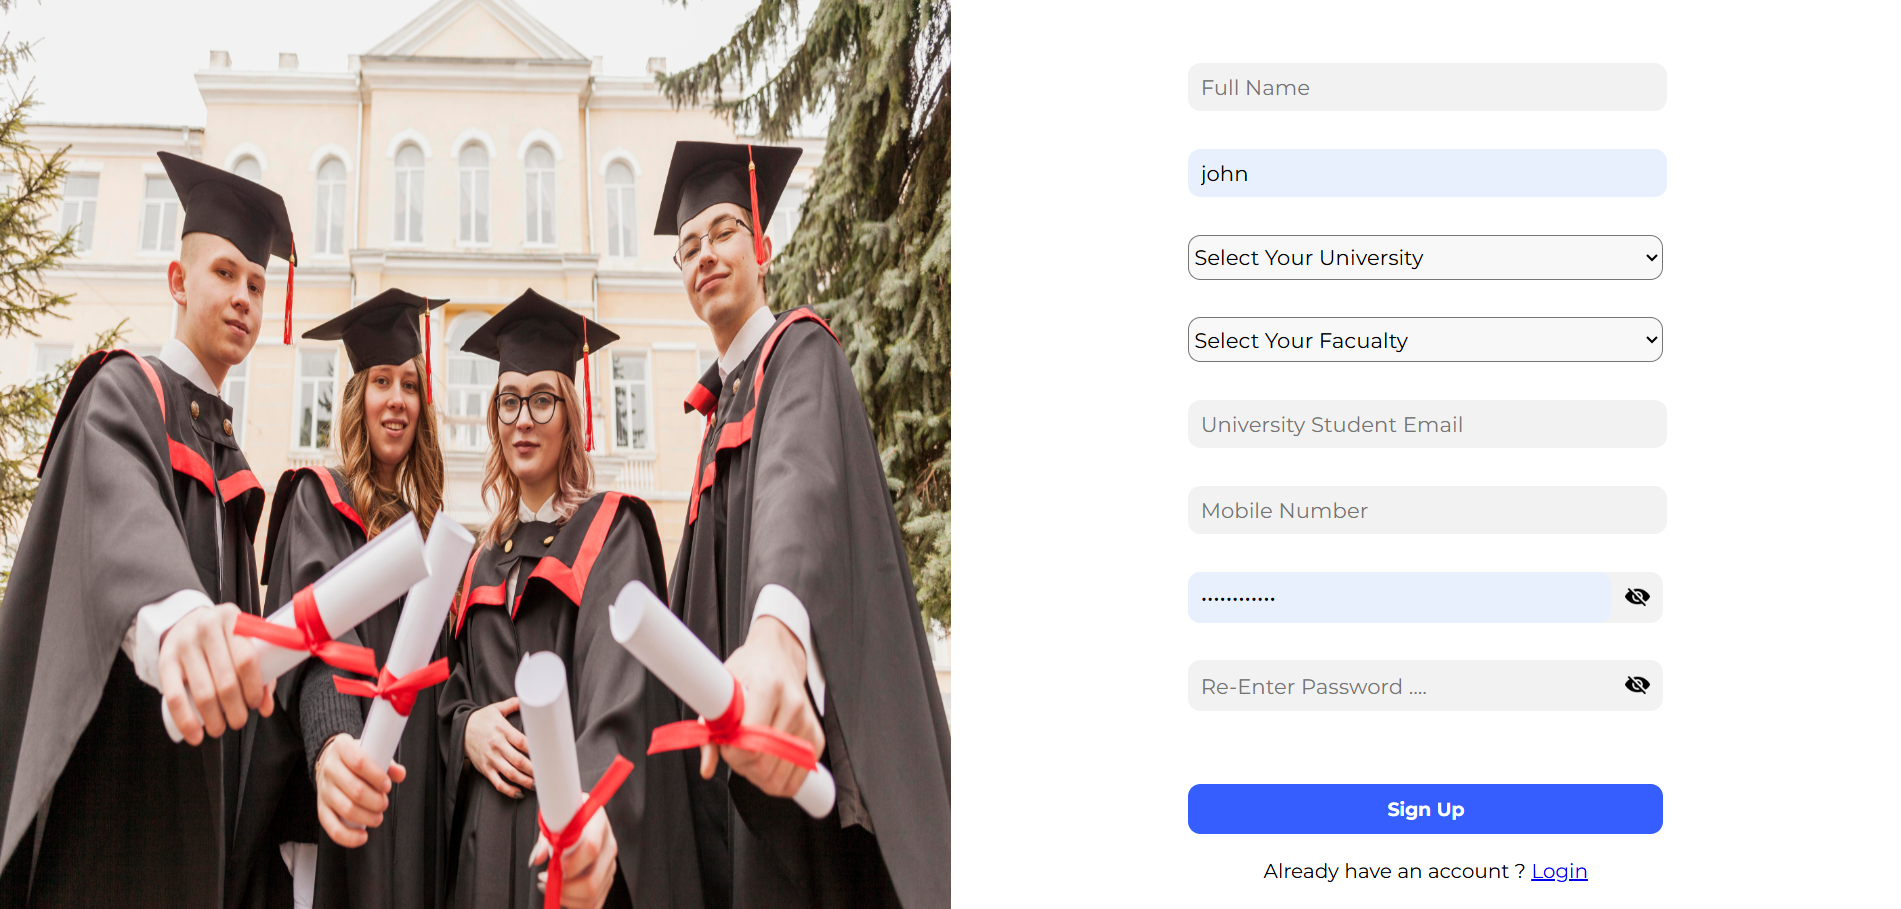 Full Name
john
Select Your University
Select Your Facualty
University Student Email
Mobile Number
••••••••••••
Re-Enter Password ....
Sign Up
Already have an account ? Login